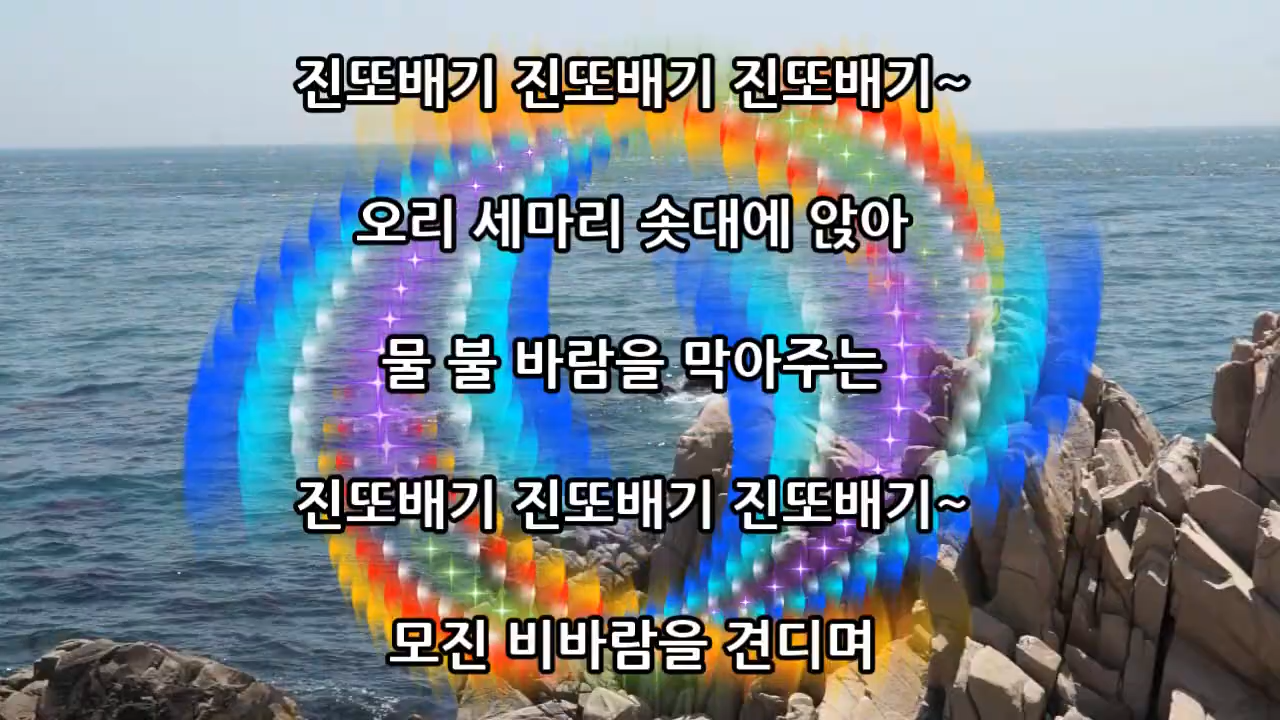 진또배기 진또배기 진또배기~
오리 세마리 솟대에 앉아
물 불 바람을 막아주는
진또배기 진또배기 진또배기~
모진 비바람을 견디며